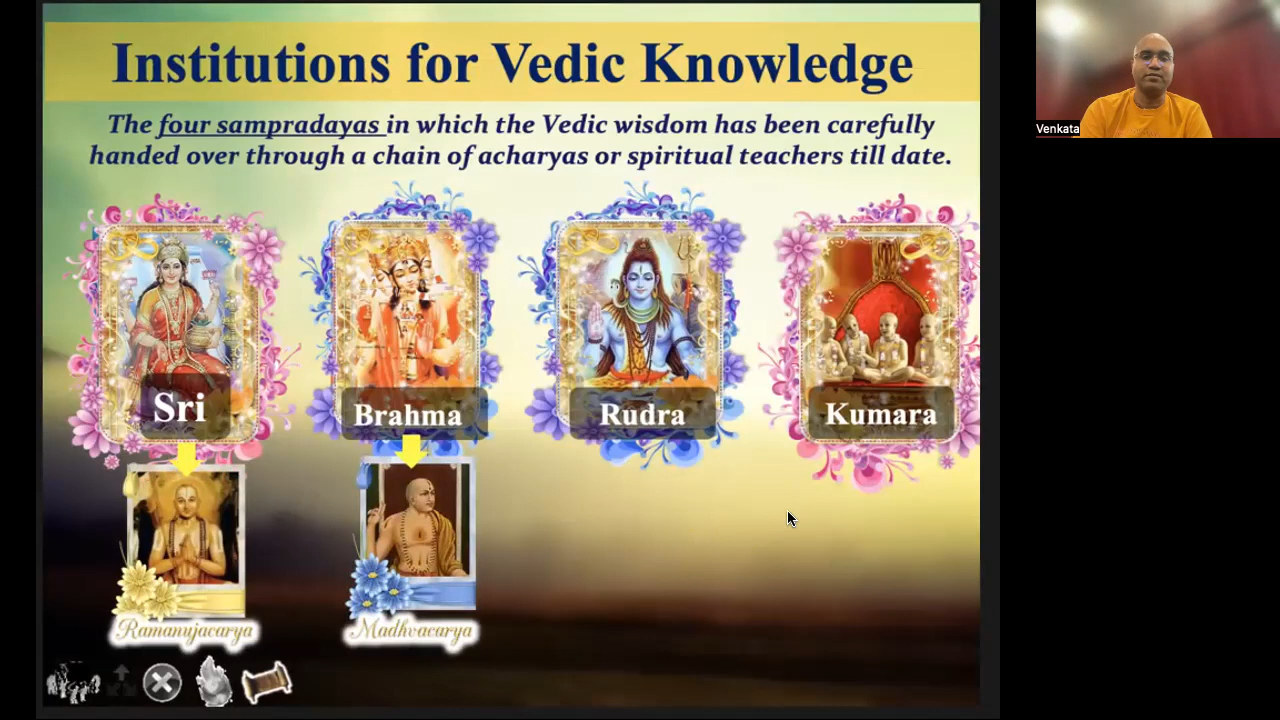 Institutions for Vedic Knowledge
The four sampradayas in which the Vedic wisdom has been carefully
handed over through a chain of acharyas or spiritual teachers till date.
Sri
Brahma
Rudra
Kumara
Ramanujacarya
Madhvacarya
Venkata